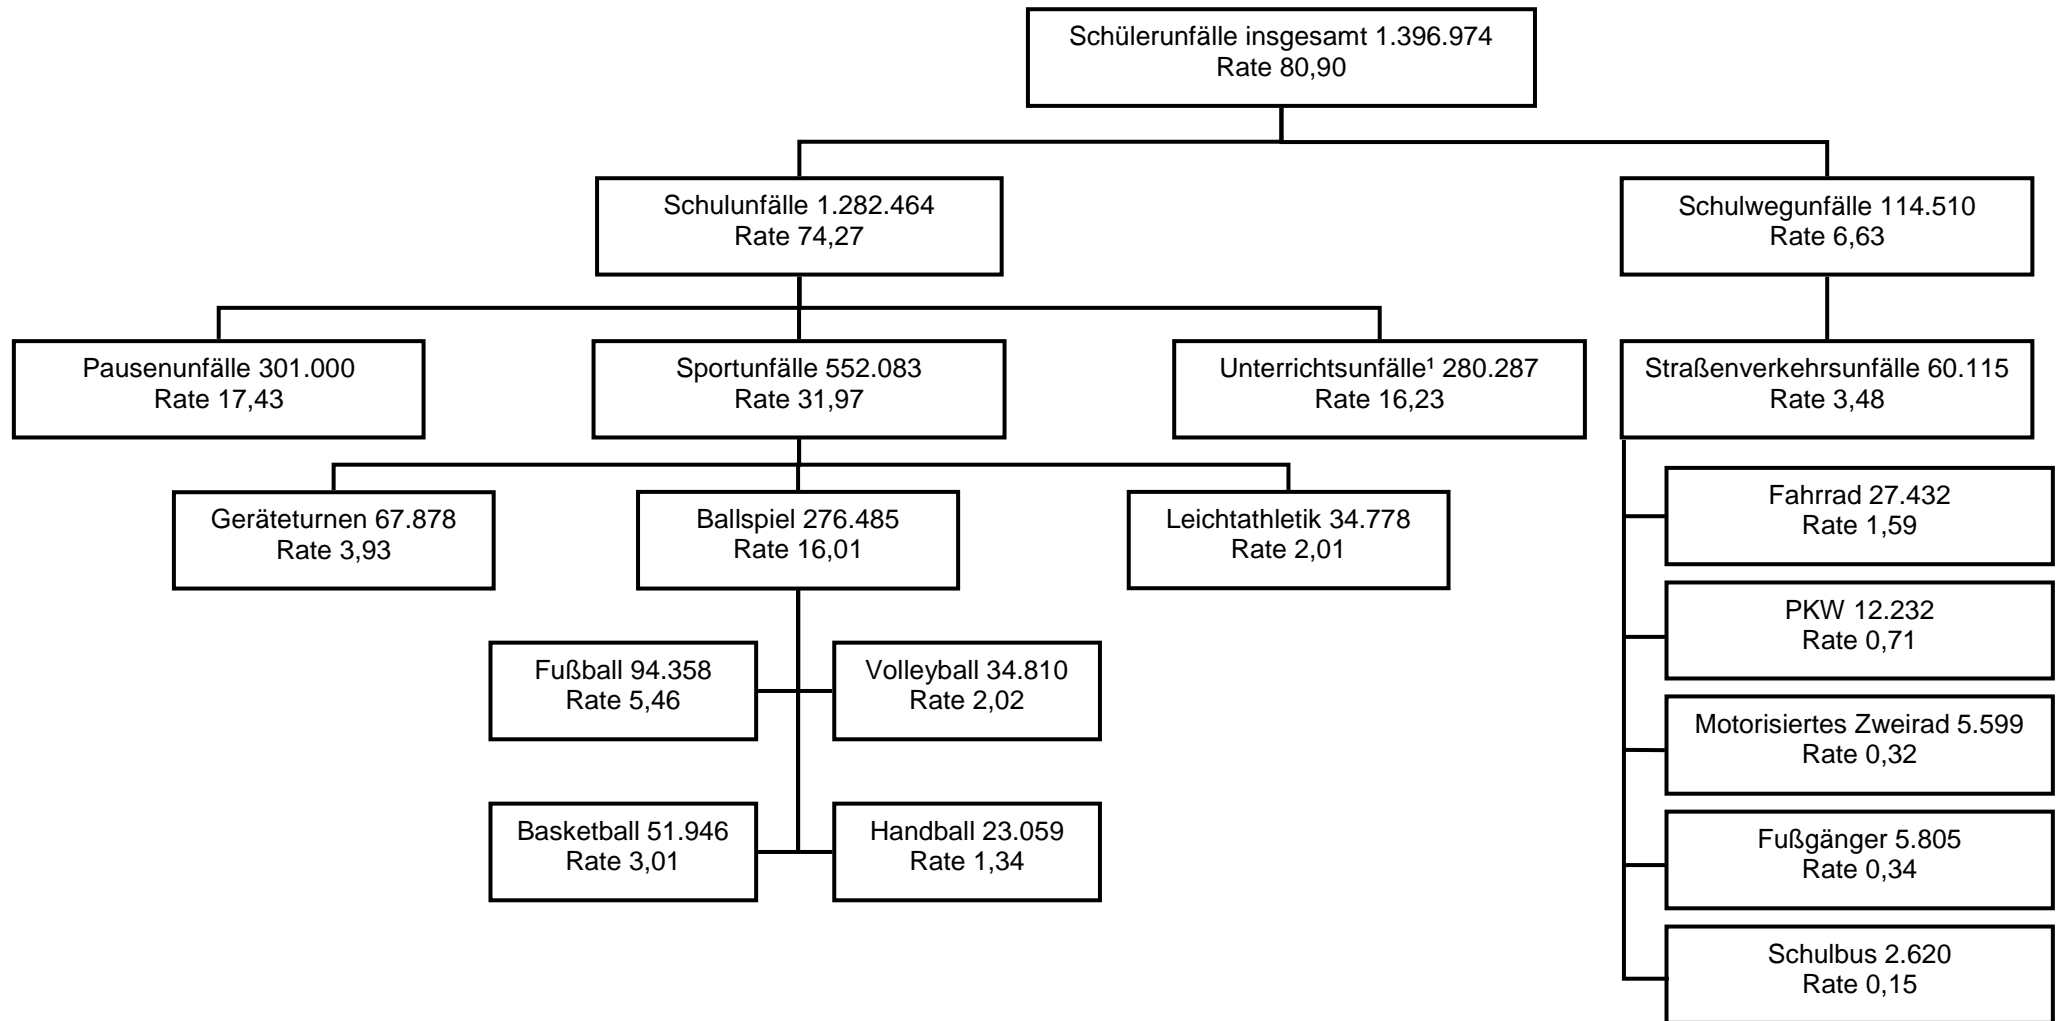 Schülerunfälle insgesamt 1.396.974
Rate 80,90
Schulunfälle 1.282.464
Rate 74,27
Schulwegunfälle 114.510
Rate 6,63
Pausenunfälle 301.000
Rate 17,43
Sportunfälle 552.083
Rate 31,97
Unterrichtsunfälle¹ 280.287
Rate 16,23
Straßenverkehrsunfälle 60.115
Rate 3,48
Geräteturnen 67.878
Rate 3,93
Ballspiel 276.485
Rate 16,01
Leichtathletik 34.778
Rate 2,01
Fußball 94.358
Rate 5,46
Volleyball 34.810
Rate 2,02
Basketball 51.946
Rate 3,01
Handball 23.059
Rate 1,34
Fahrrad 27.432
Rate 1,59
PKW 12.232
Rate 0,71
Motorisiertes Zweirad 5.599
Rate 0,32
Fußgänger 5.805
Rate 0,34
Schulbus 2.620
Rate 0,15